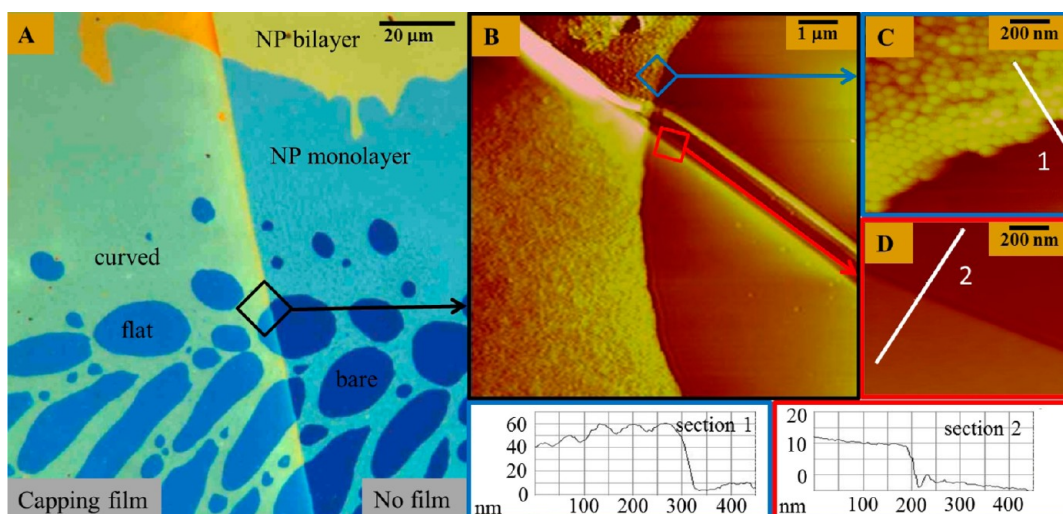 A
20 µm
NP bilayer
NP monolayer
curved
flat
bare
Capping film
No film
B
1 µm
C
200 nm
1
D
200 nm
2
section 1
60
40
20
0
nm
100
200
300
400
section 2
20
10
0
nm
100
200
300
400